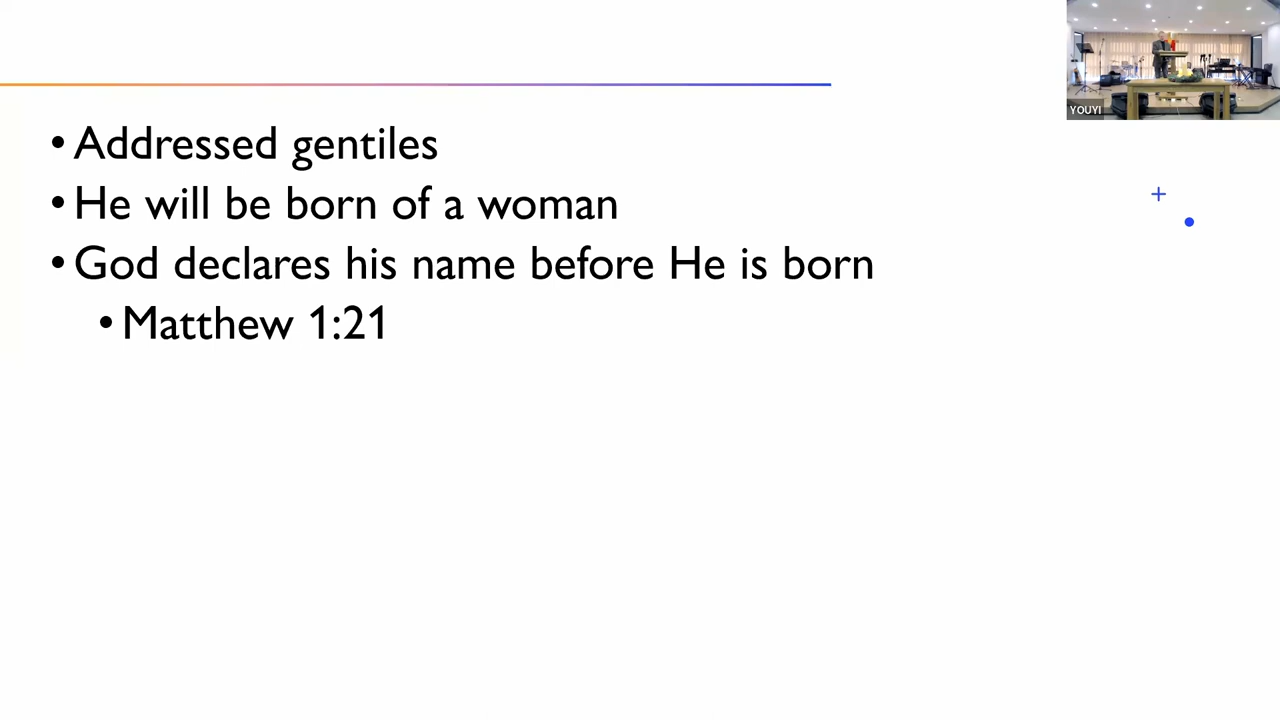 YOUYI
• Addressed gentiles
• He will be born of a woman
• God declares his name before He is born
• Matthew 1:21